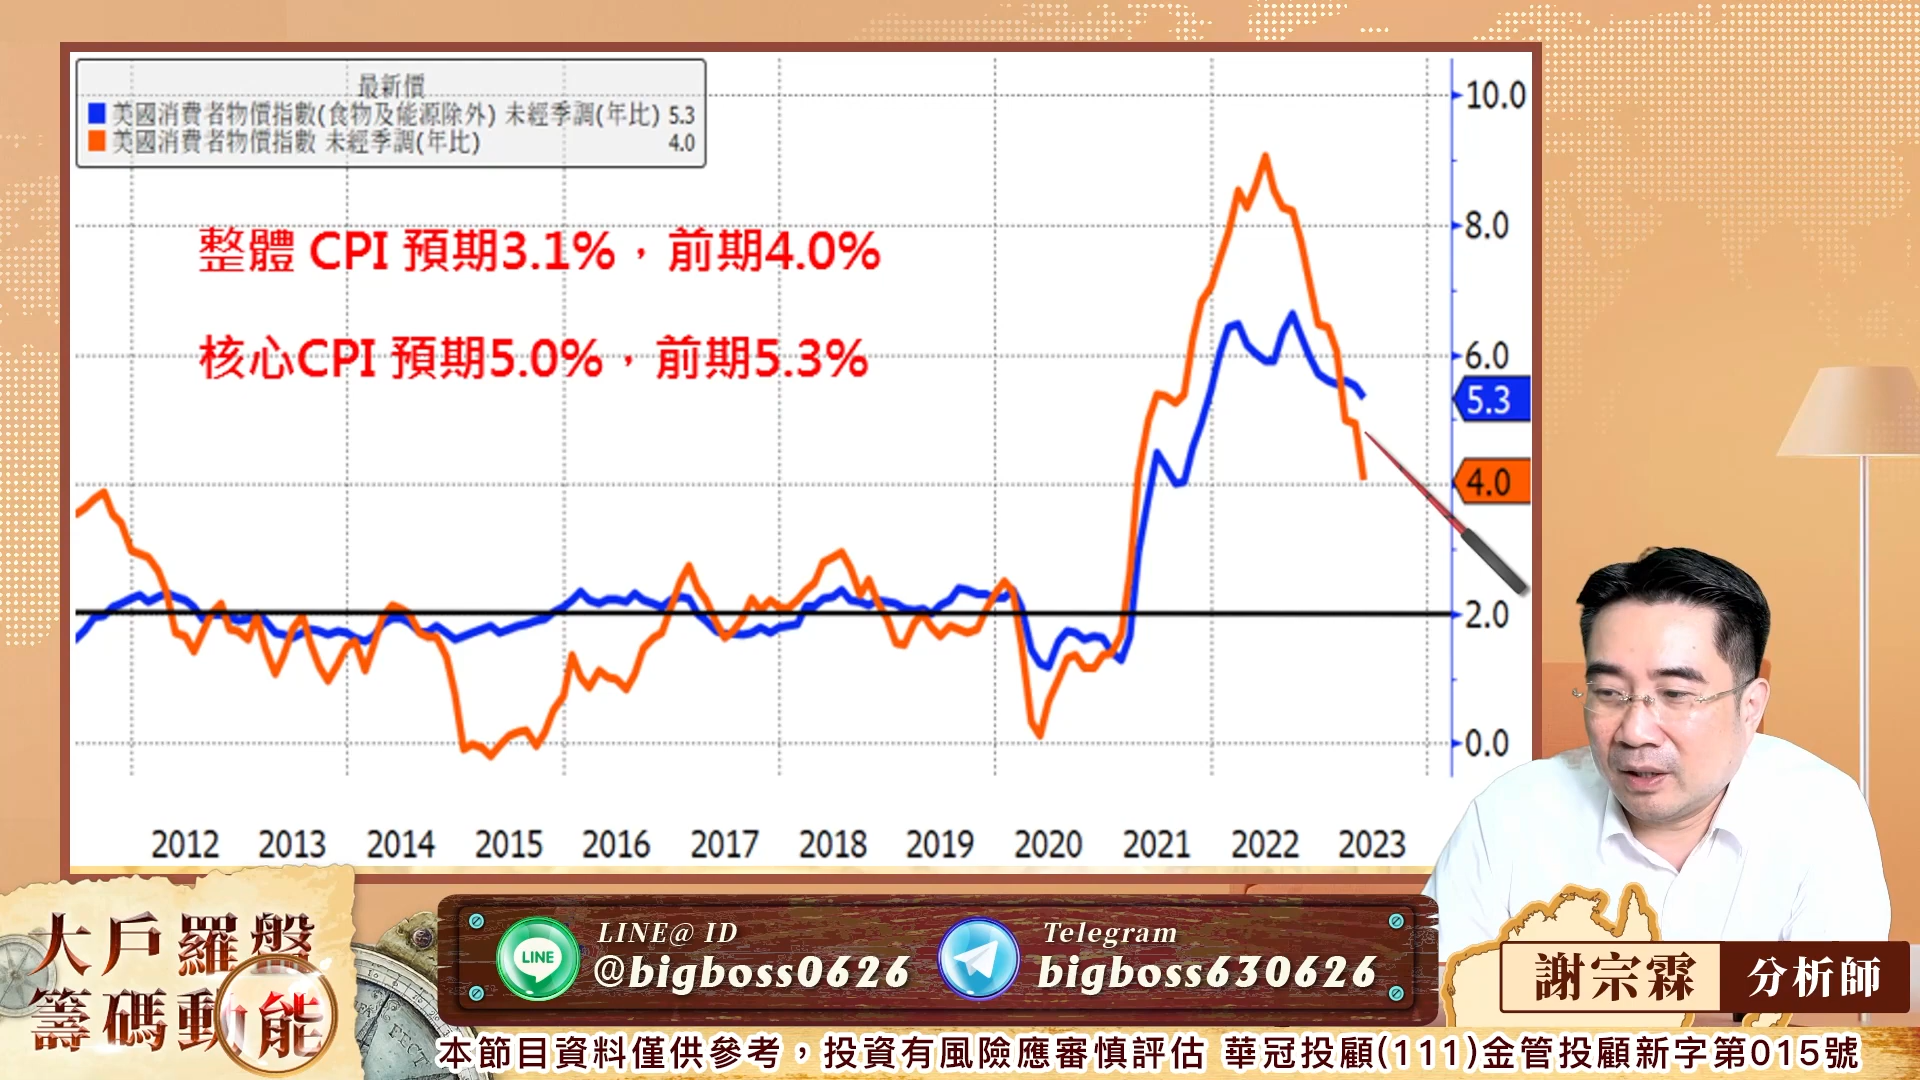 最新價
美國消費者物價指數(食物及能源除外) 未經季調(年比) 5.3
美國消費者物價指數 未經季調(年比) 4.0
整體 CPI 預期3.1%，前期4.0%
核心CPI 預期5.0%，前期5.3%
10.0
8.0
6.0
5.3
4.0
2.0
0.0
2012 2013 2014 2015 2016 2017 2018 2019 2020 2021 2022 2023
大戶羅盤
籌碼動能
LINE
LINE@ ID
@bigboss0626
Telegram
bigboss630626
謝宗霖 分析師
本節目資料僅供參考，投資有風險應審慎評估 華冠投顧(111)金管投顧新字第015號